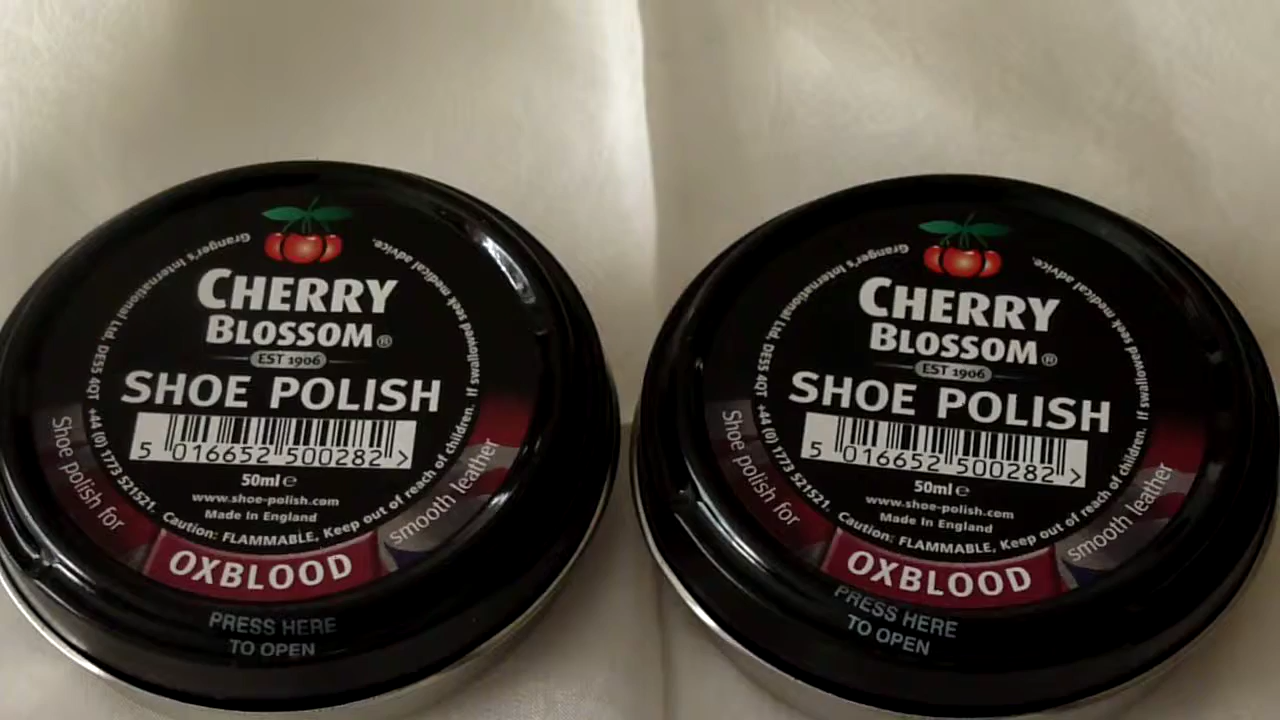 CHERRY
BLOSSOM®
EST 1906
SHOE POLISH
5 016652 500282 >
50ml e
www.shoe-polish.com
Made In England
Granger's International Ltd, DE55 4QT +44 (0) 1773 521521. Caution: FLAMMABLE. Keep out of reach of children. If swallowed seek medical advice.
Shoe polish for
OXBLOOD
smooth leather
PRESS HERE
TO OPEN
CHERRY
BLOSSOM®
EST 1906
SHOE POLISH
5 016652 500282 >
50ml e
www.shoe-polish.com
Made In England
Granger's International Ltd, DE55 4QT +44 (0) 1773 521521. Caution: FLAMMABLE. Keep out of reach of children. If swallowed seek medical advice.
Shoe polish for
OXBLOOD
smooth leather
PRESS HERE
TO OPEN